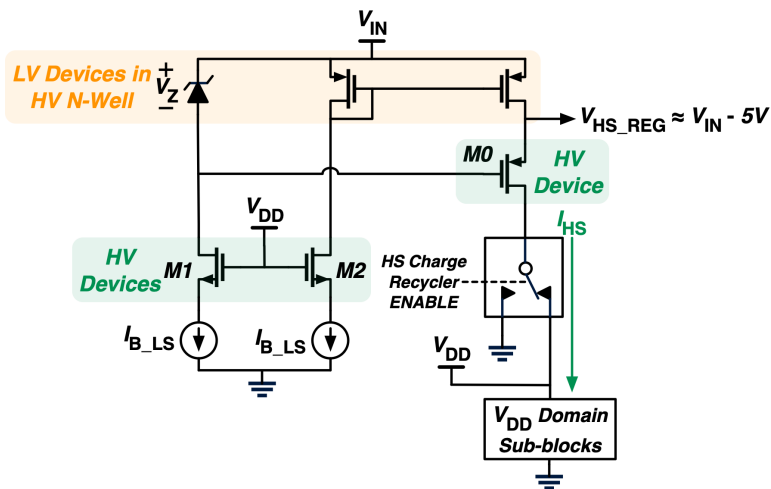 V_IN
LV Devices in
HV N-Well
+
V_Z
–
V_HS_REG ≈ V_IN - 5V
M0
HV
Device
V_DD
I_HS
HV
Devices
M1
M2
HS Charge
Recycler
ENABLE
I_B_LS
I_B_LS
V_DD
V_DD Domain
Sub-blocks